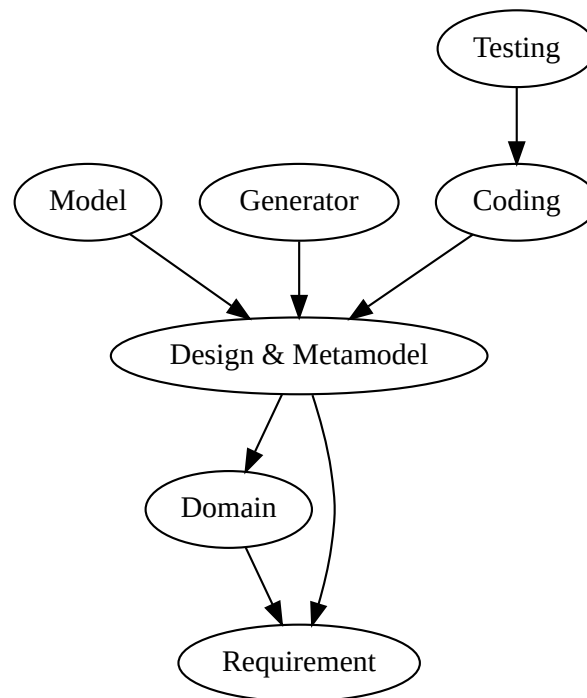 Testing
Model
Generator
Coding
Design & Metamodel
Domain
Requirement